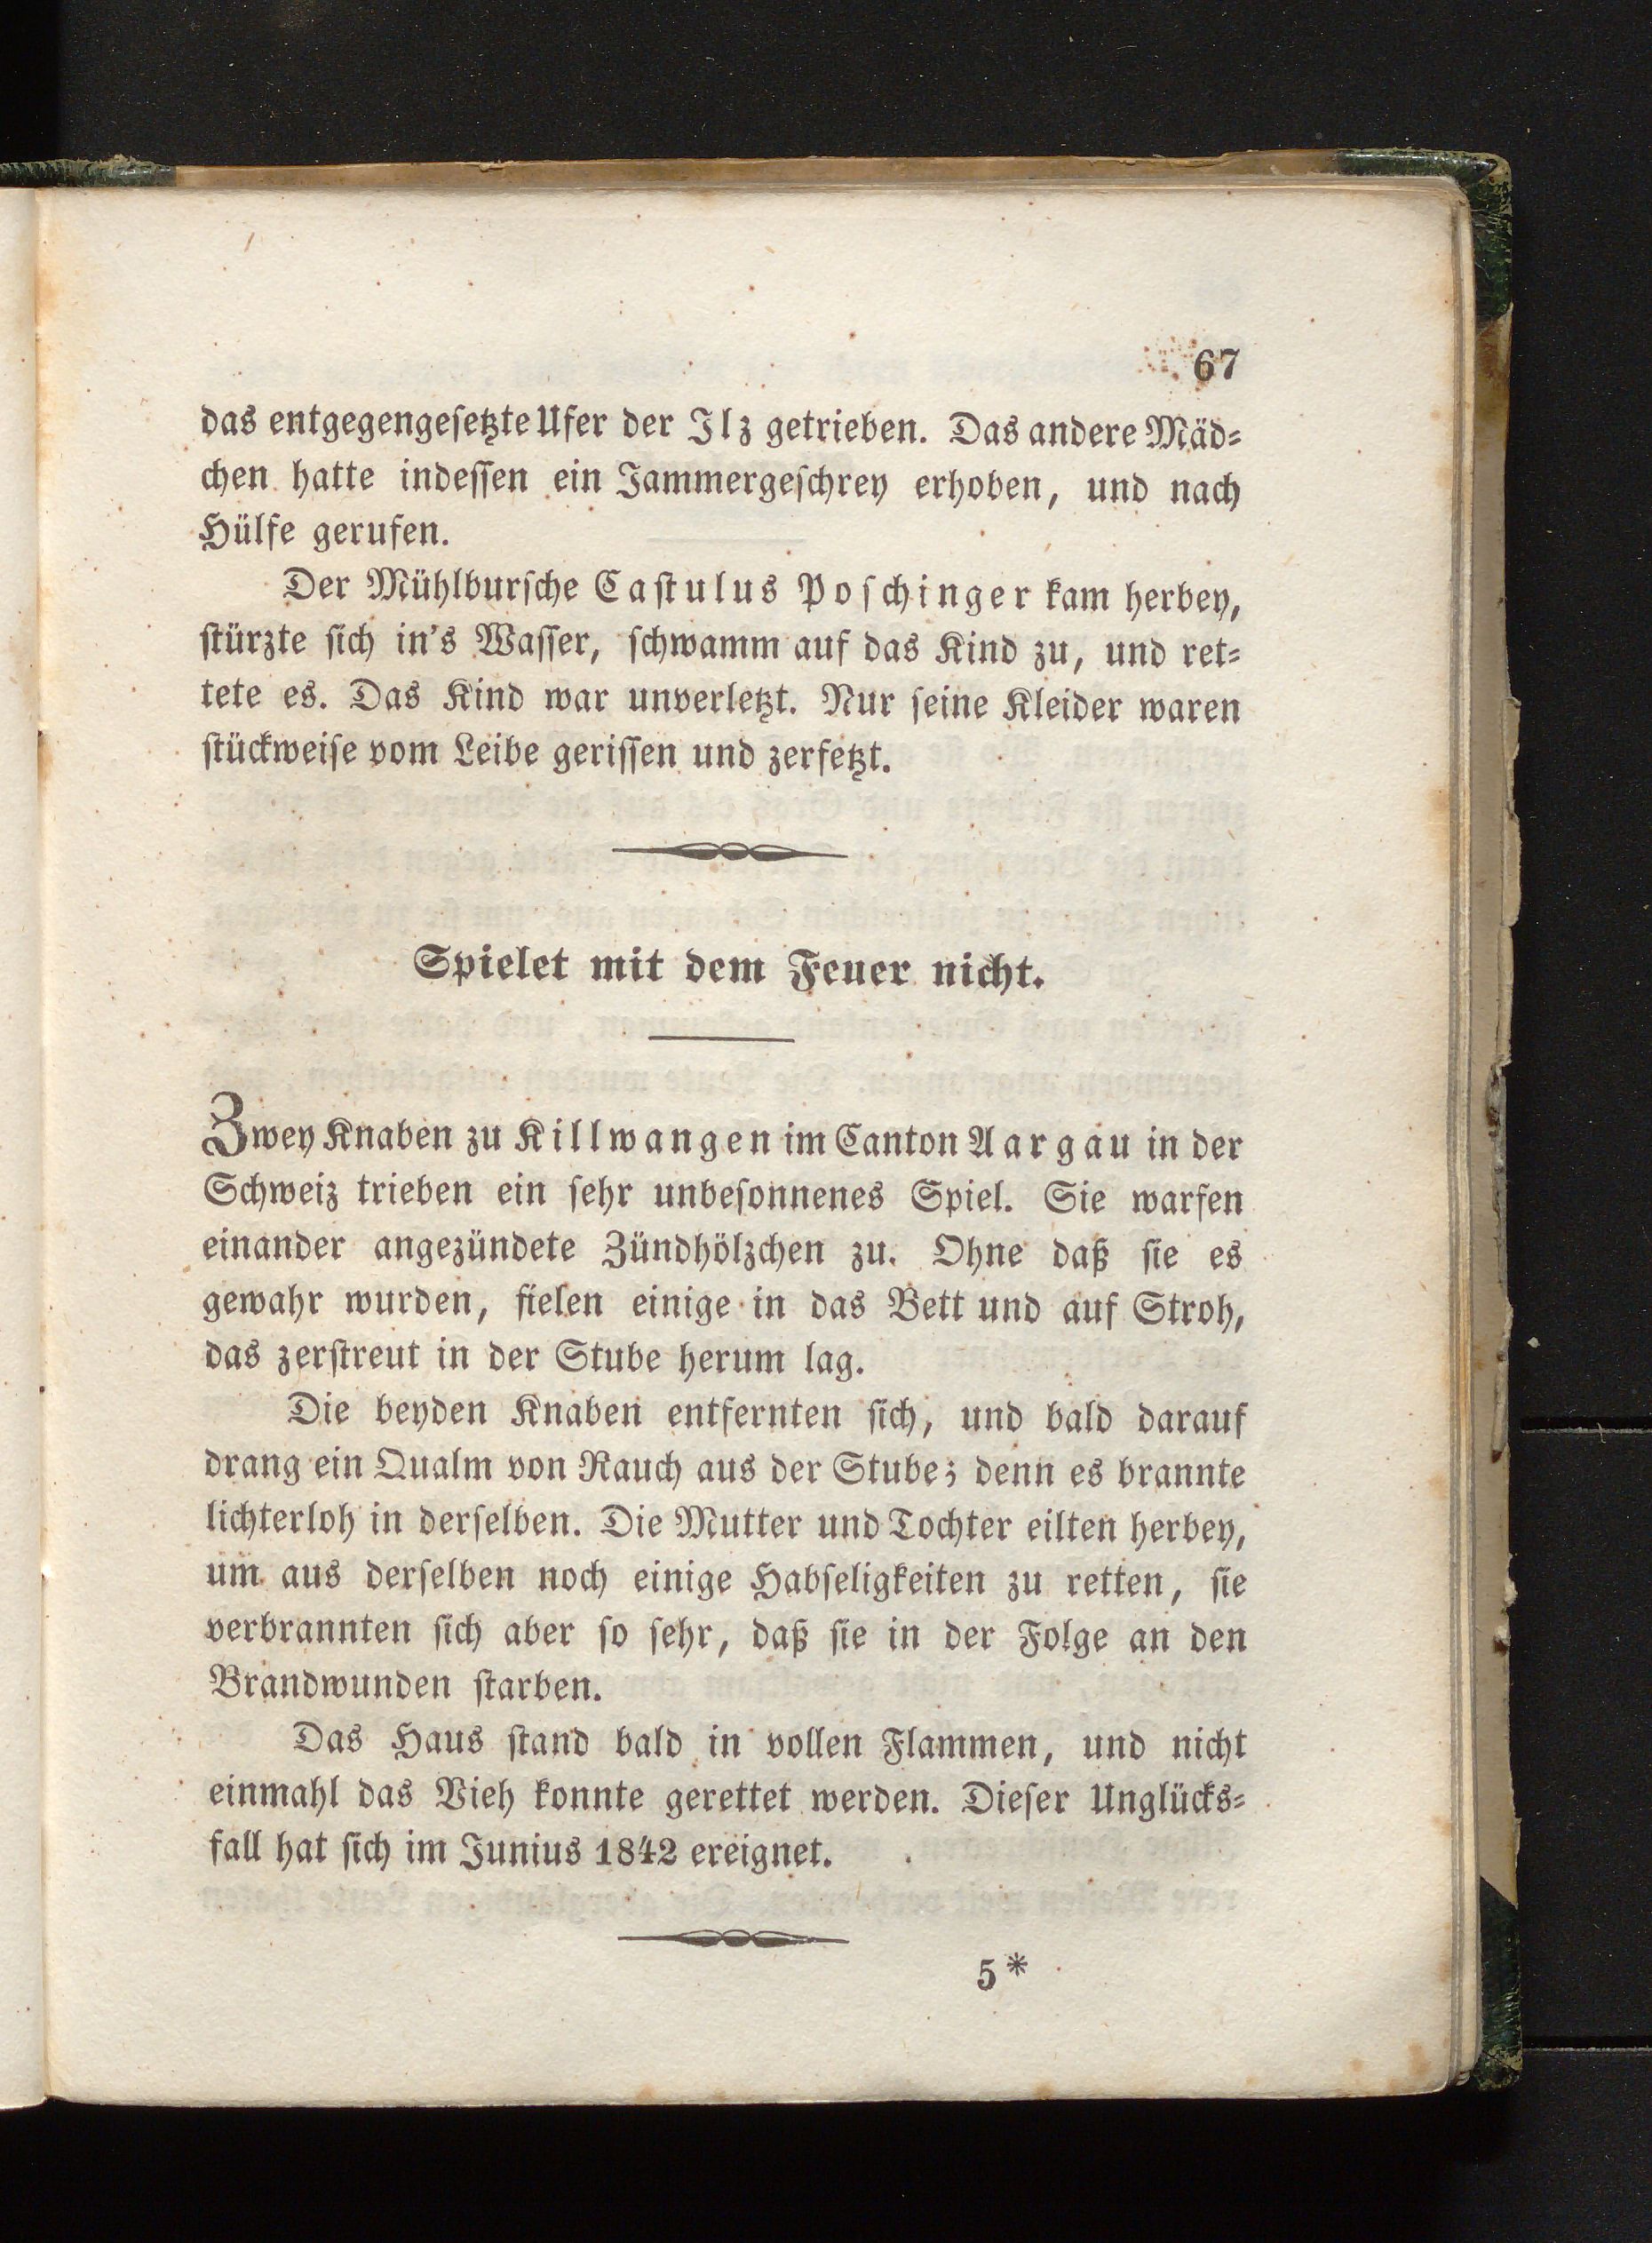 67
das entgegengeſetzte Ufer der Ilz getrieben. Das andere Mäd⸗
chen hatte indeſſen ein Jammergeſchrey erhoben, und nach
Hülfe gerufen.
Der Mühlburſche Caſtulus Poſchinger kam herbey,
ſtürzte ſich in's Waſſer, ſchwamm auf das Kind zu, und ret⸗
tete es. Das Kind war unverletzt. Nur ſeine Kleider waren
ſtückweiſe vom Leibe geriſſen und zerfetzt.
Spielet mit dem Feuer nicht.
Zwey Knaben zu Killwangen im Canton Aargau in der
Schweiz trieben ein ſehr unbeſonnenes Spiel. Sie warfen
einander angezündete Zündhölzchen zu. Ohne daß ſie es
gewahr wurden, fielen einige in das Bett und auf Stroh,
das zerſtreut in der Stube herum lag.
Die beyden Knaben entfernten ſich, und bald darauf
drang ein Qualm von Rauch aus der Stube; denn es brannte
lichterloh in derſelben. Die Mutter und Tochter eilten herbey,
um aus derſelben noch einige Habſeligkeiten zu retten, ſie
verbrannten ſich aber ſo ſehr, daß ſie in der Folge an den
Brandwunden ſtarben.
Das Haus ſtand bald in vollen Flammen, und nicht
einmahl das Vieh konnte gerettet werden. Dieſer Unglücks⸗
fall hat ſich im Junius 1842 ereignet.
5*